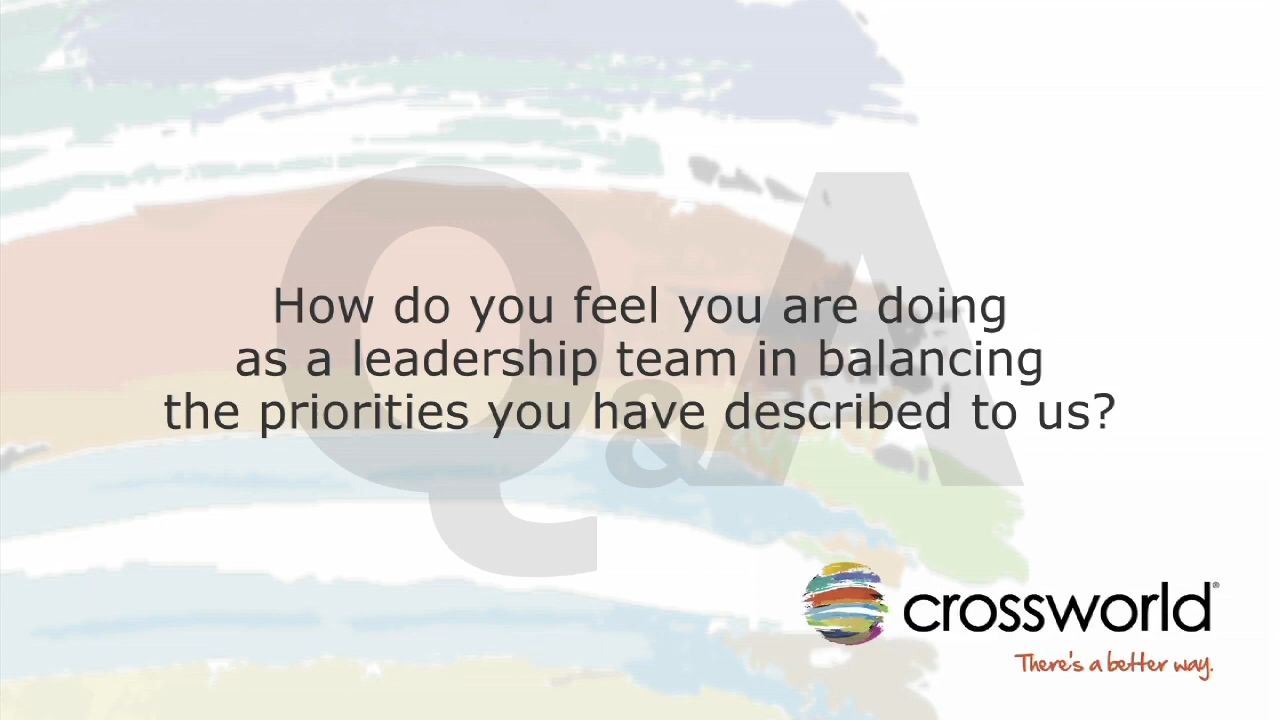 Q&A
How do you feel you are doing
as a leadership team in balancing
the priorities you have described to us?
crossworld®
There's a better way.